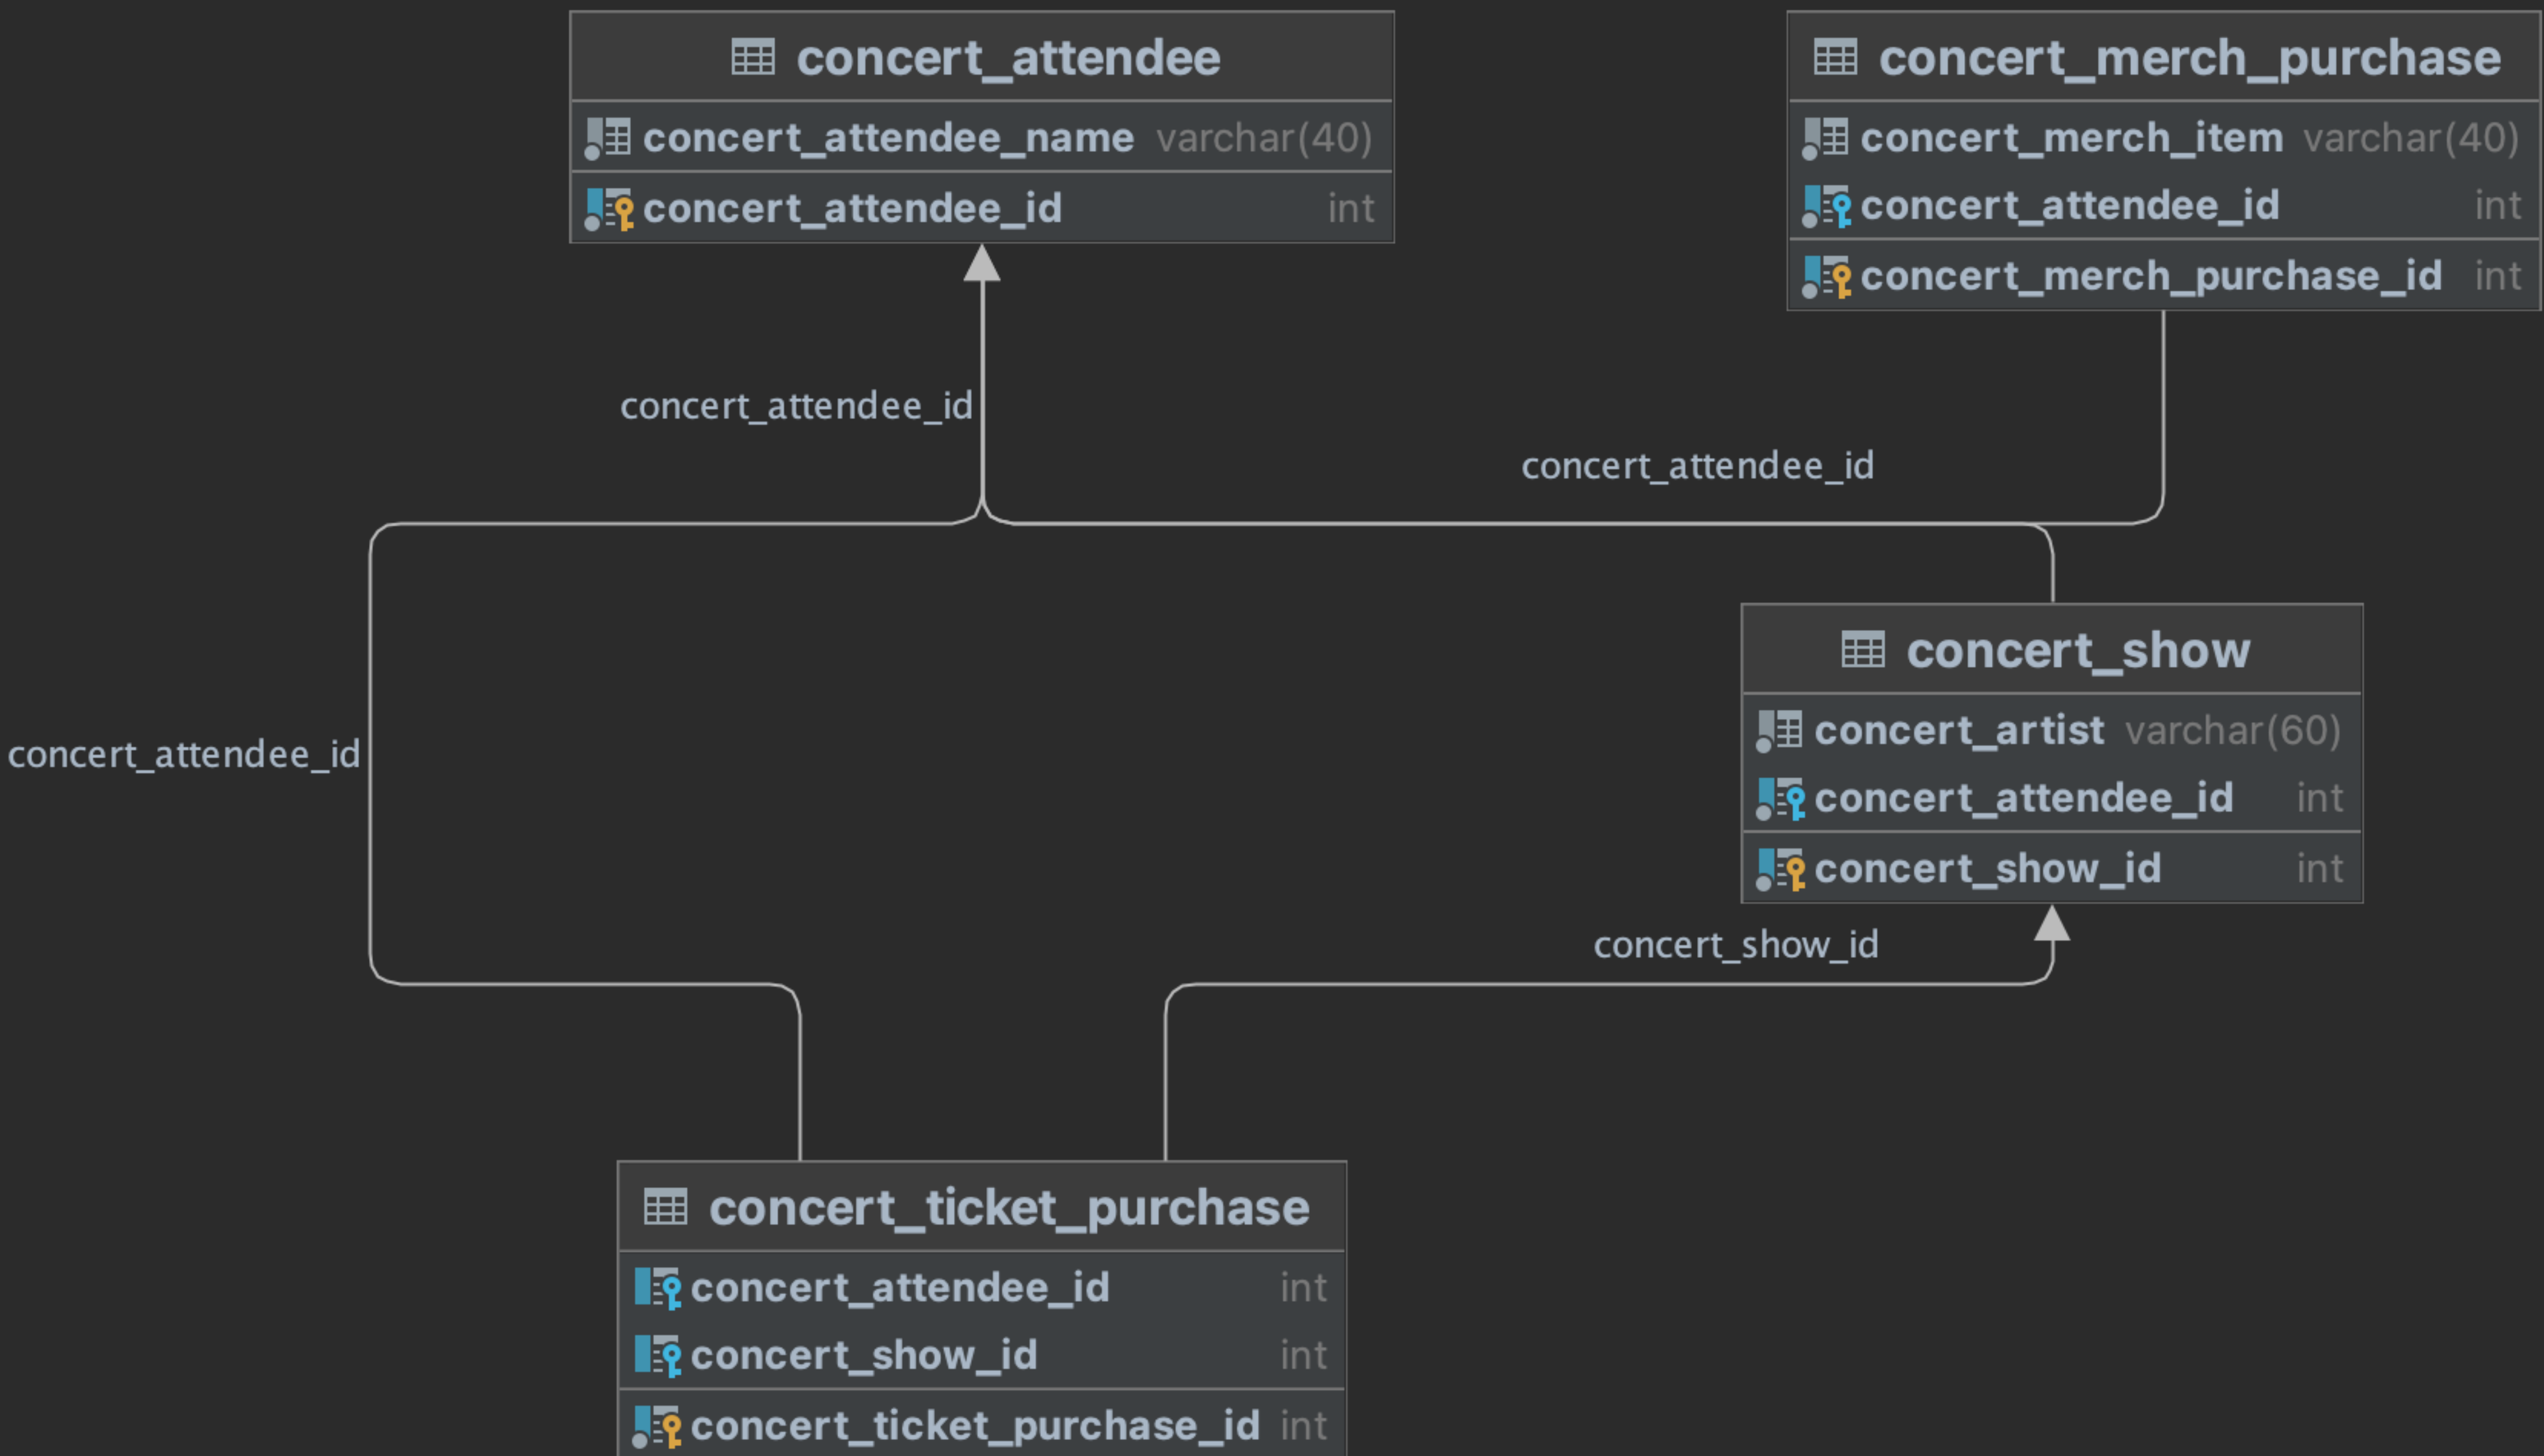 concert_attendee
concert_attendee_name varchar(40)
concert_attendee_id int
concert_merch_purchase
concert_merch_item varchar(40)
concert_attendee_id int
concert_merch_purchase_id int
concert_attendee_id
concert_attendee_id
concert_attendee_id
concert_show
concert_artist varchar(60)
concert_attendee_id int
concert_show_id int
concert_show_id
concert_ticket_purchase
concert_attendee_id int
concert_show_id int
concert_ticket_purchase_id int